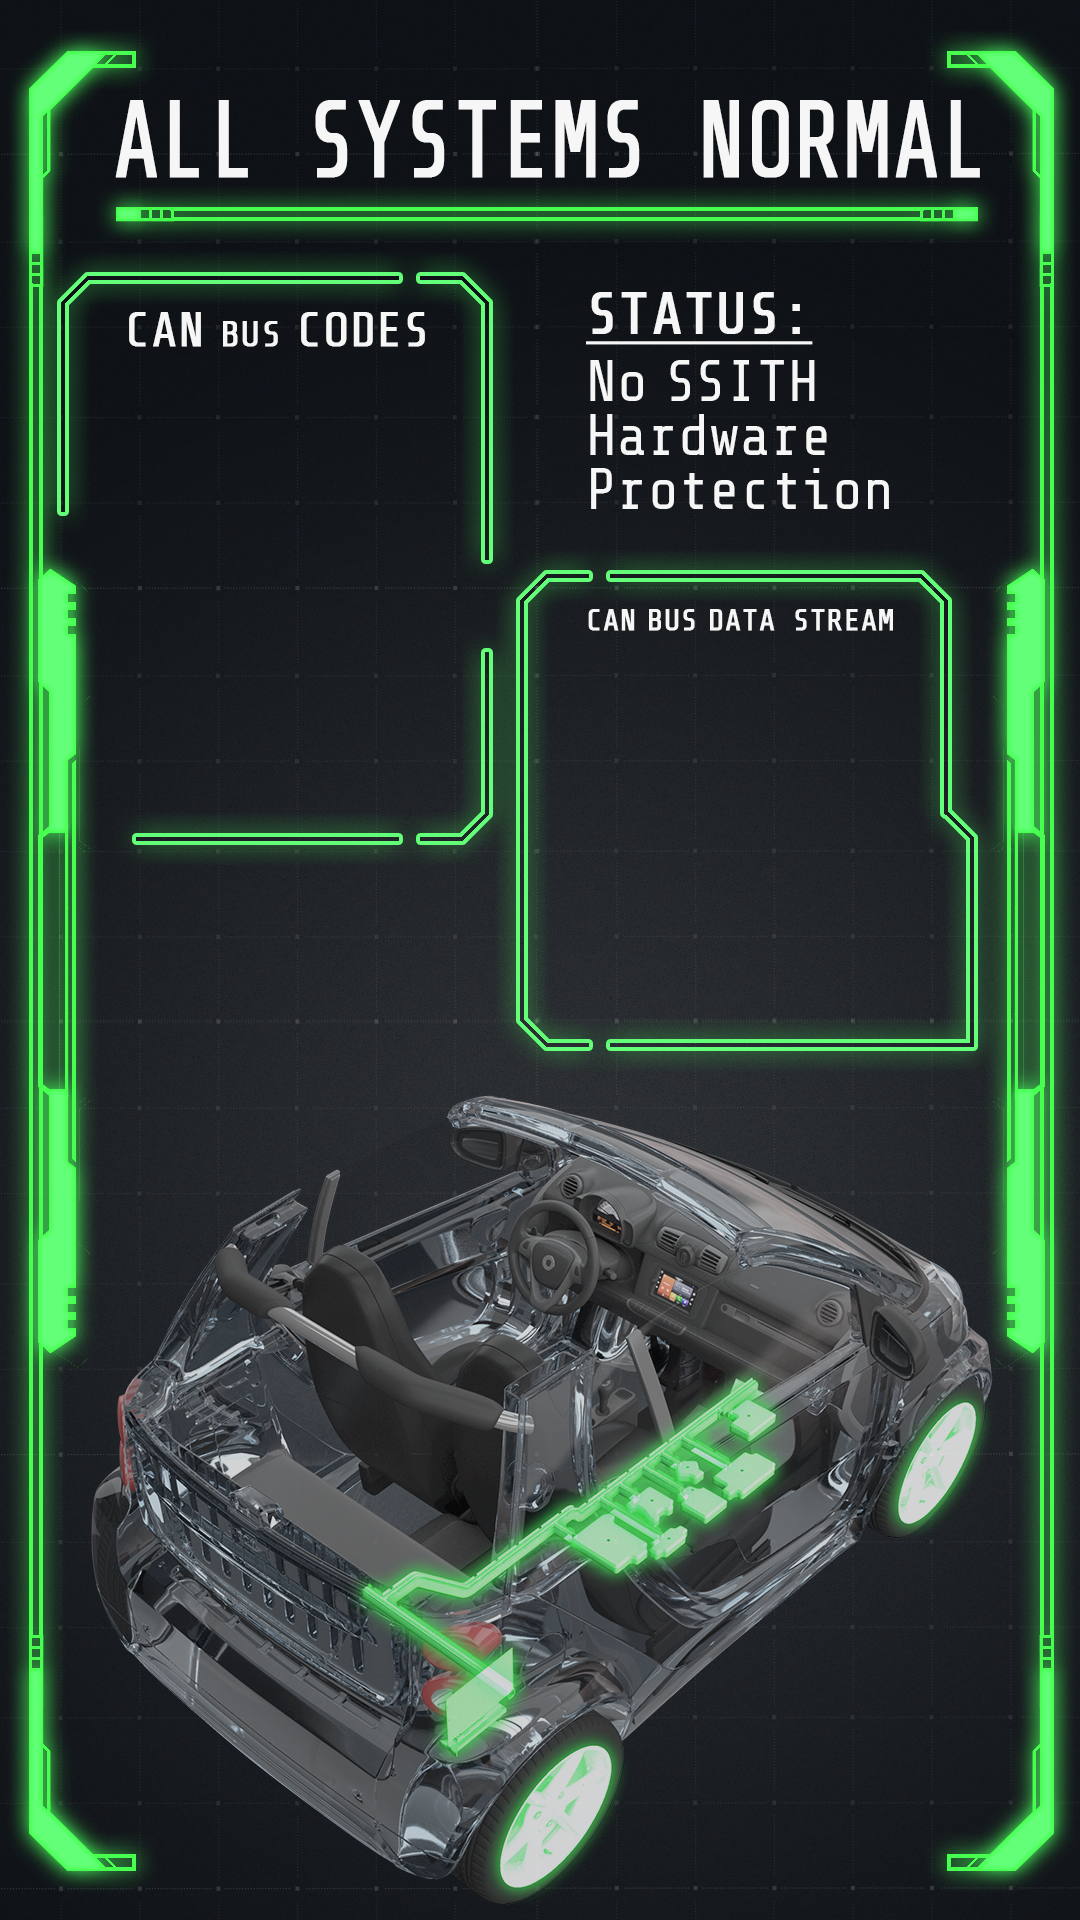 ALL SYSTEMS NORMAL
CAN BUS CODES
STATUS:
No SSITH
Hardware
Protection
CAN BUS DATA STREAM